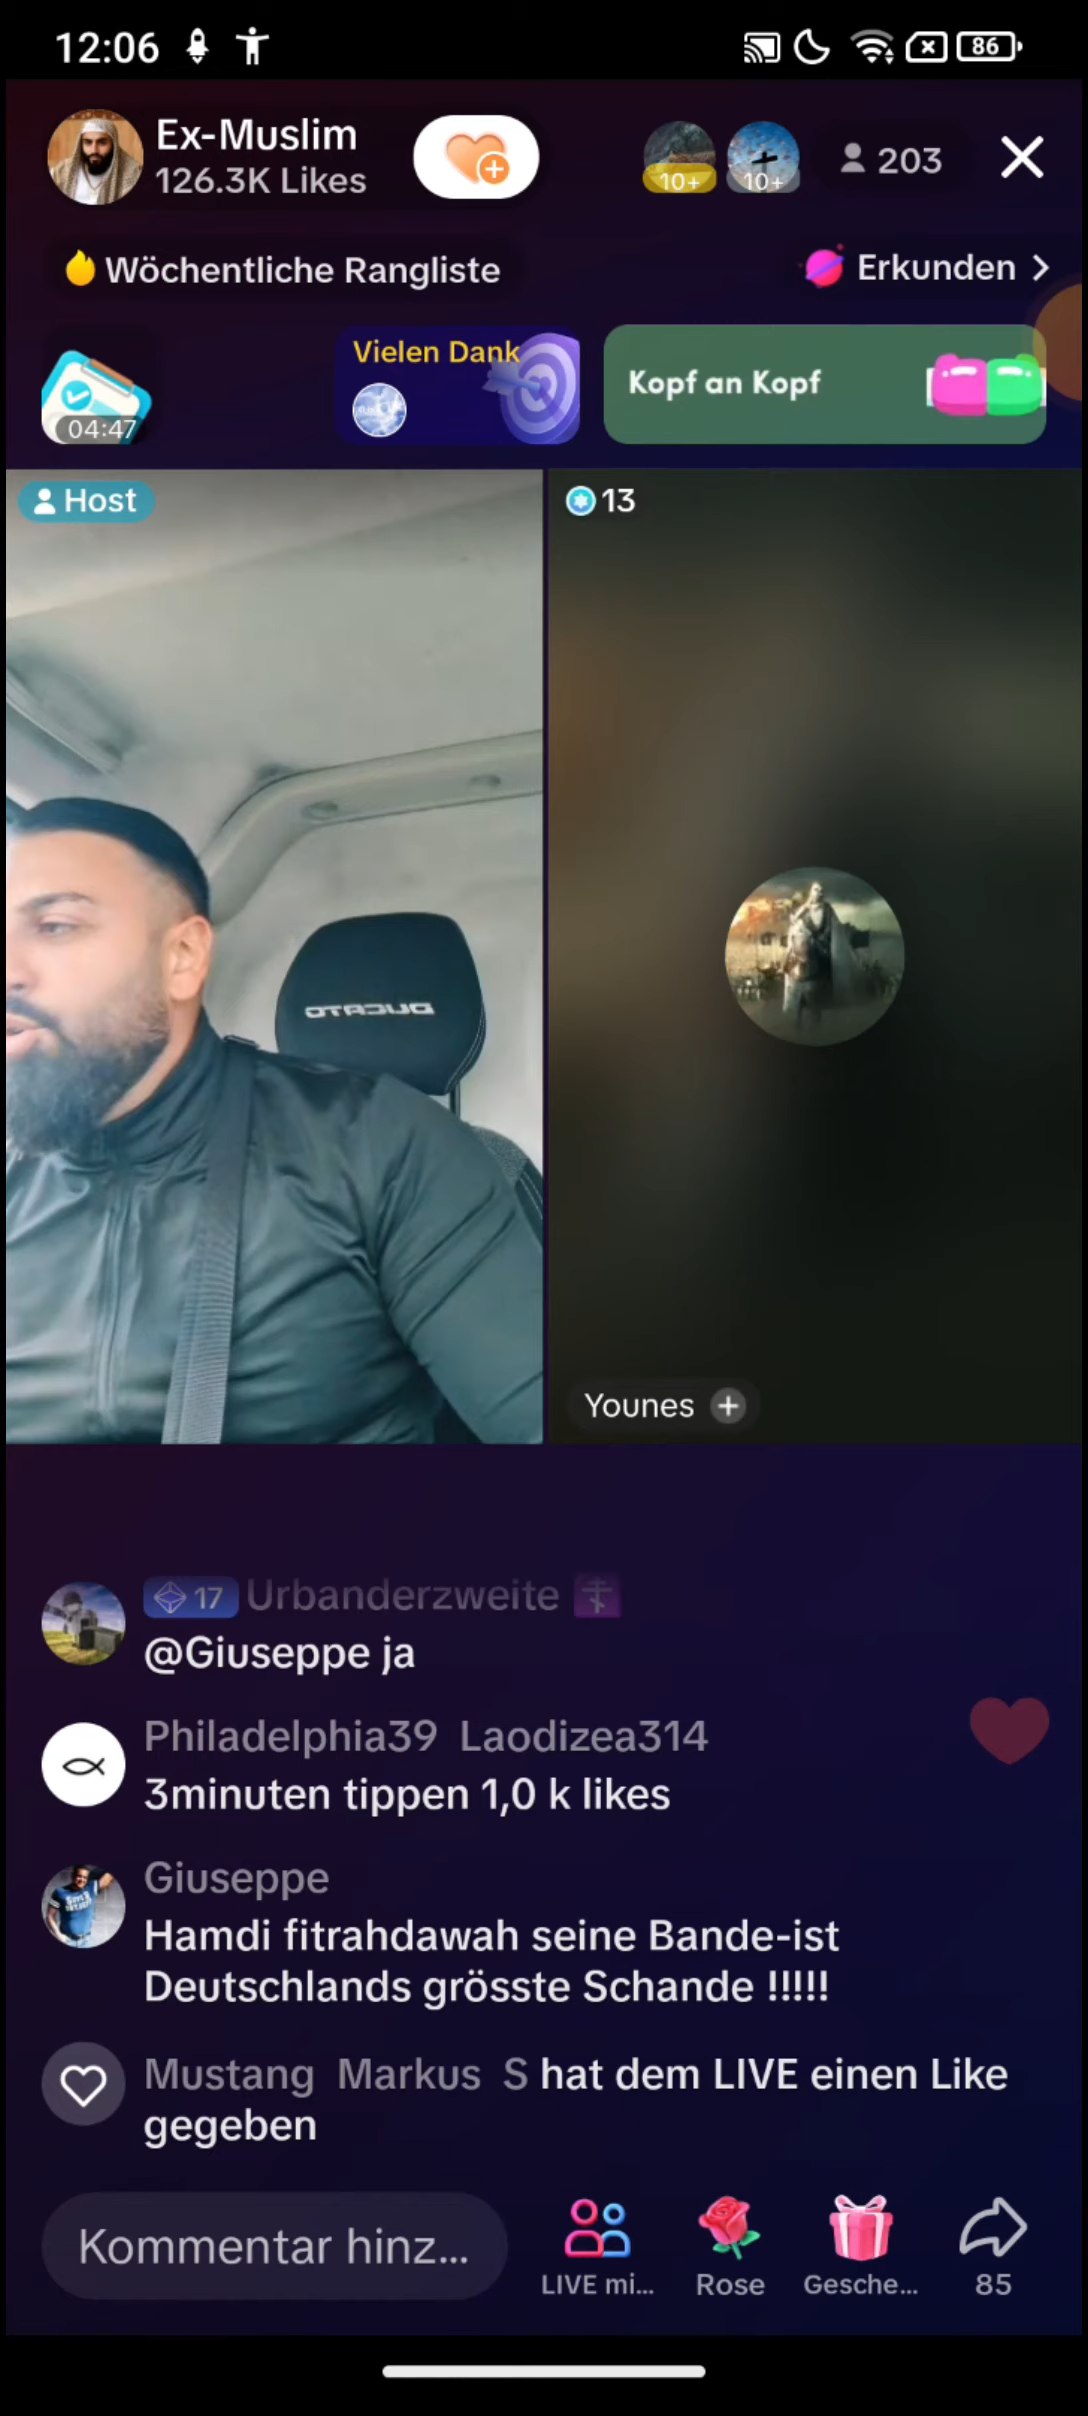 12:06
86
Ex-Muslim
126.3K Likes
10+
10+
203
Wöchentliche Rangliste
Erkunden
04:47
Vielen Dank
Kopf an Kopf
Host
13
DUCATO
Younes
17 Urbanderzweite
@Giuseppe ja
Philadelphia39 Laodizea314
3minuten tippen 1,0 k likes
Giuseppe
Hamdi fitrahdawah seine Bande-ist
Deutschlands grösste Schande !!!!!
Mustang Markus S hat dem LIVE einen Like
gegeben
Kommentar hinz...
LIVE mi...
Rose
Gesche...
85